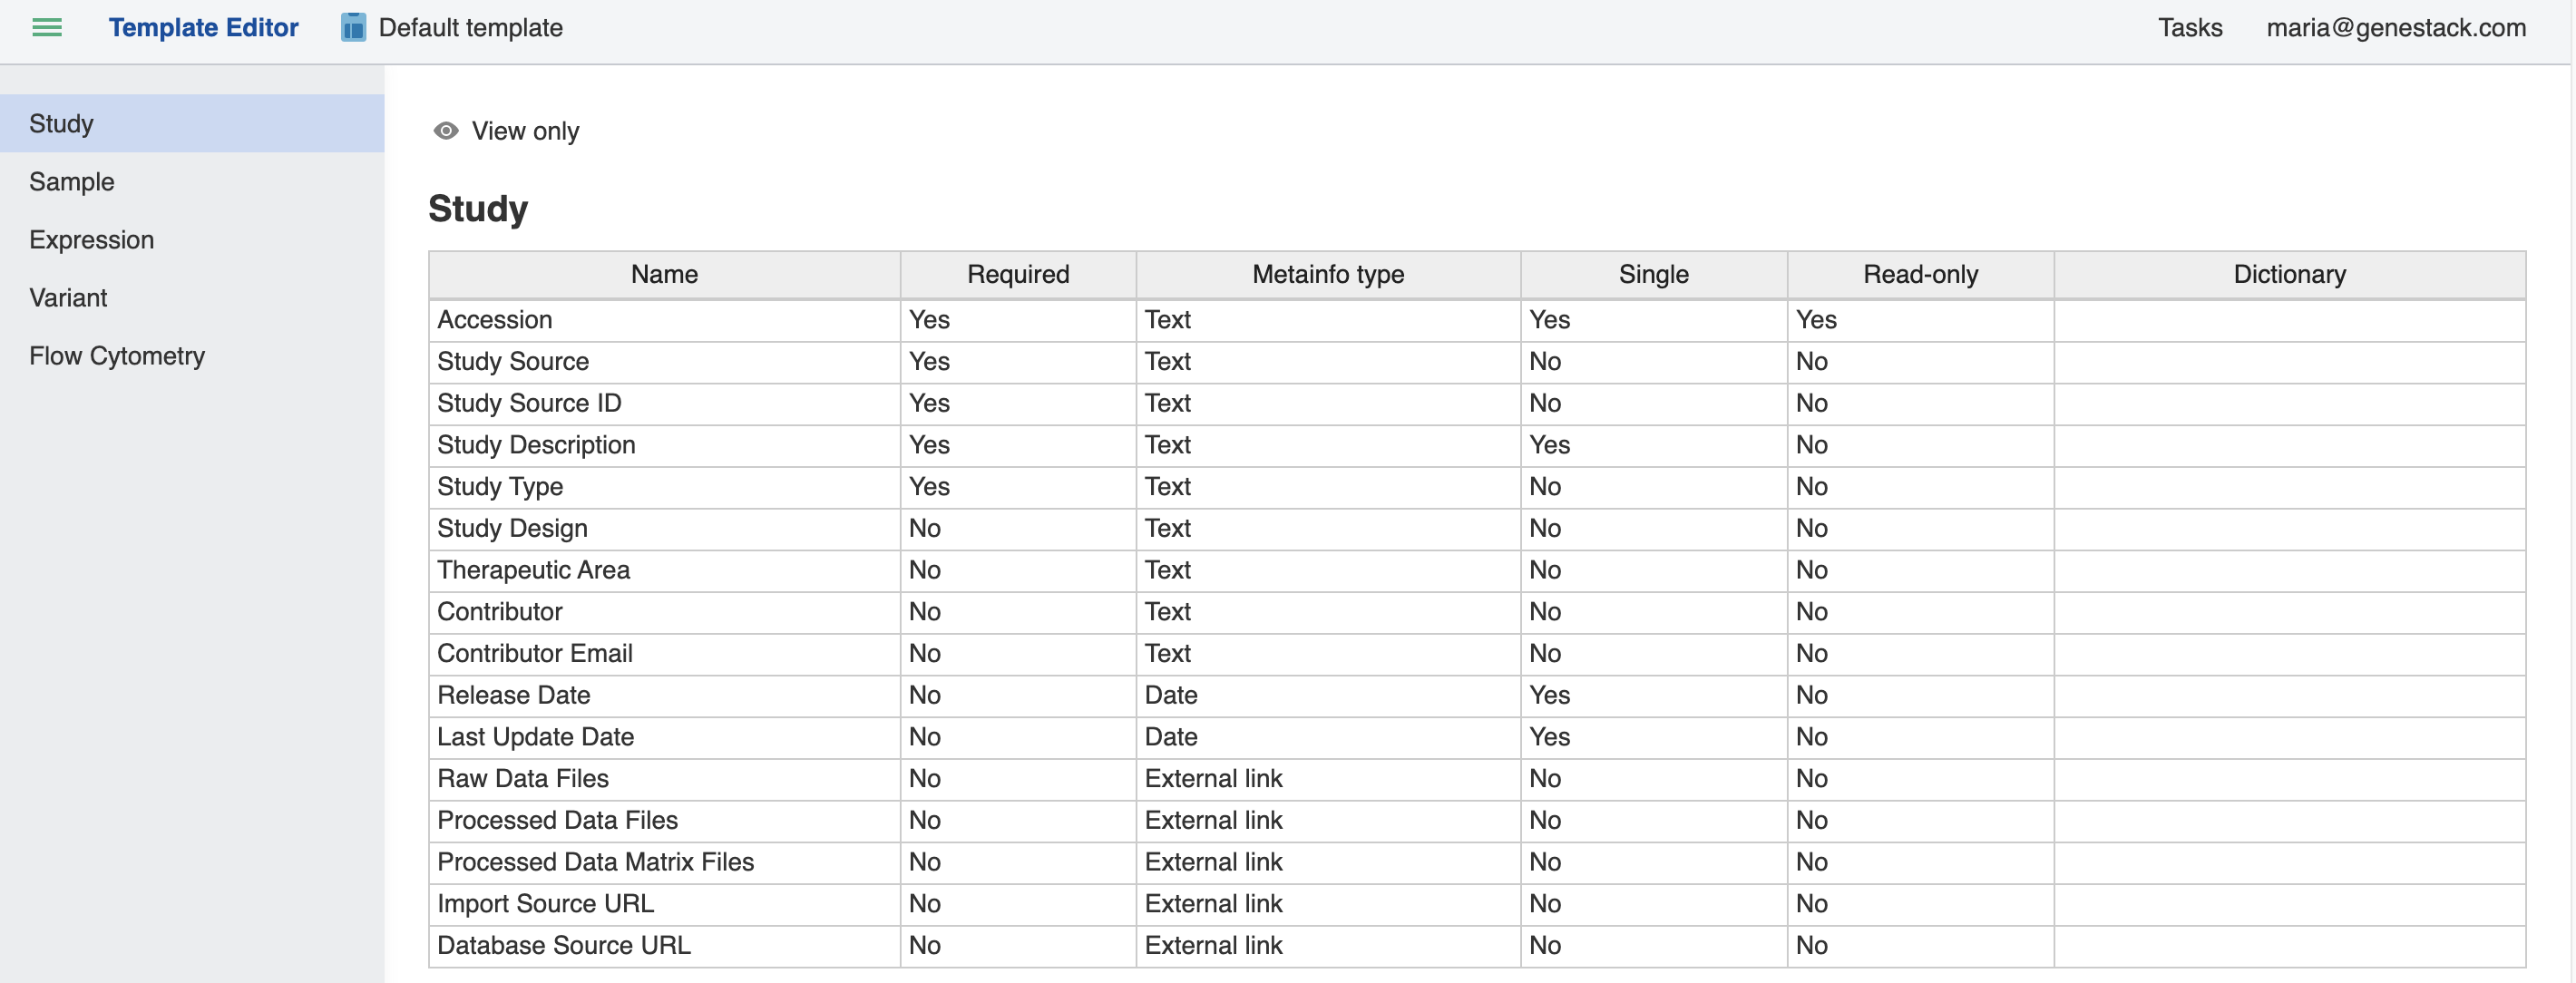 Template Editor Default template Tasks maria@genestack.com
Study
Sample
Expression
Variant
Flow Cytometry
View only
Study
Name Required Metainfo type Single Read-only Dictionary
Accession Yes Text Yes Yes
Study Source Yes Text No No
Study Source ID Yes Text No No
Study Description Yes Text Yes No
Study Type Yes Text No No
Study Design No Text No No
Therapeutic Area No Text No No
Contributor No Text No No
Contributor Email No Text No No
Release Date No Date Yes No
Last Update Date No Date Yes No
Raw Data Files No External link No No
Processed Data Files No External link No No
Processed Data Matrix Files No External link No No
Import Source URL No External link No No
Database Source URL No External link No No